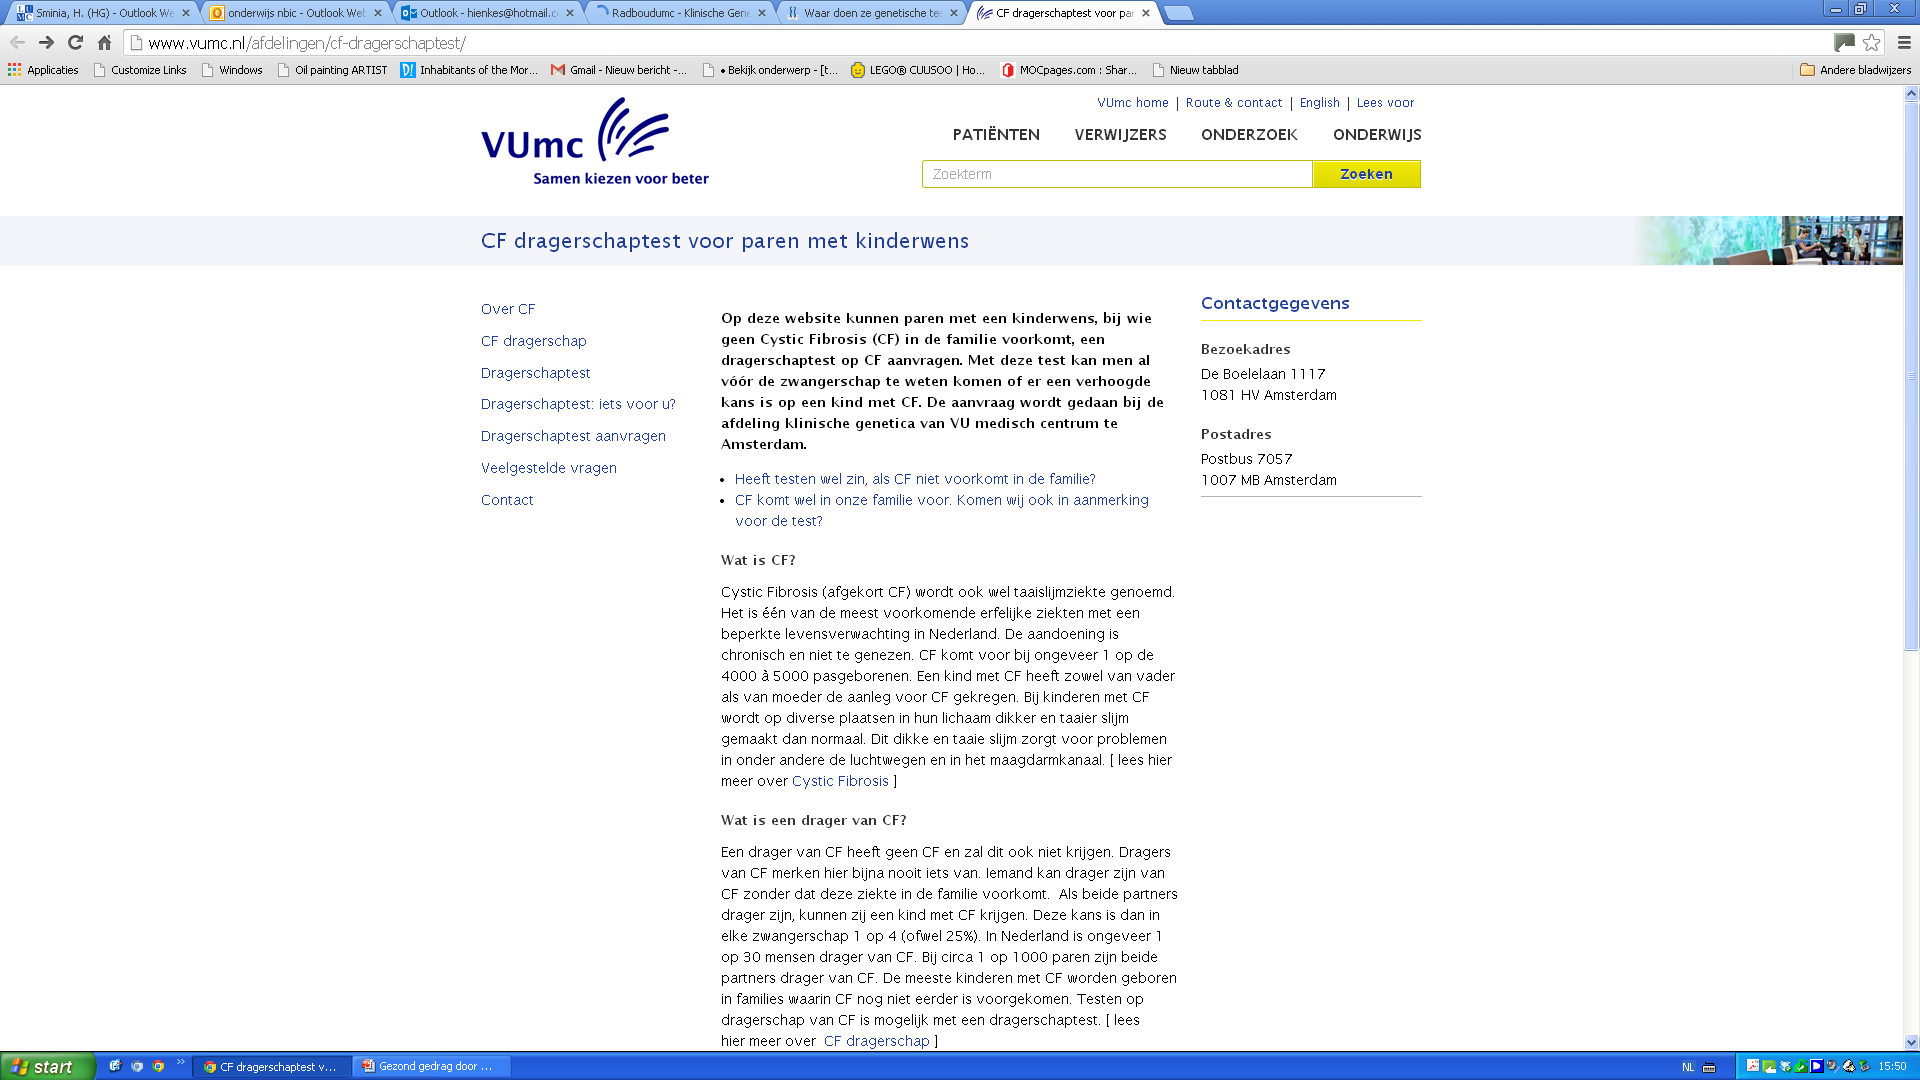 Sminia, H. (HG) - Outlook We
onderwijs nbic - Outlook Wel
Outlook - hienkes@hotmail.c
Radboudumc - Klinische Gen
Waar doen ze genetische te
CF dragerschaptest voor par
www.vumc.nl/afdelingen/cf-dragerschaptest/
Applicaties
Customize Links
Windows
Oil painting ARTIST
Inhabitants of the Mor...
Gmail - Nieuw bericht -...
• Bekijk onderwerp - [t...
LEGO® CUUSOO | Ho...
MOCpages.com : Shar...
Nieuw tabblad
Andere bladwijzers
VUmc home | Route & contact | English | Lees voor
VUmc
Samen kiezen voor beter
PATIËNTEN VERWIJZERS ONDERZOEK ONDERWIJS
Zoekterm
Zoeken
CF dragerschaptest voor paren met kinderwens
Over CF
CF dragerschap
Dragerschaptest
Dragerschaptest: iets voor u?
Dragerschaptest aanvragen
Veelgestelde vragen
Contact
Op deze website kunnen paren met een kinderwens, bij wie
geen Cystic Fibrosis (CF) in de familie voorkomt, een
dragerschaptest op CF aanvragen. Met deze test kan men al
vóór de zwangerschap te weten komen of er een verhoogde
kans is op een kind met CF. De aanvraag wordt gedaan bij de
afdeling klinische genetica van VU medisch centrum te
Amsterdam.
• Heeft testen wel zin, als CF niet voorkomt in de familie?
• CF komt wel in onze familie voor. Komen wij ook in aanmerking
voor de test?
Wat is CF?
Cystic Fibrosis (afgekort CF) wordt ook wel taaislijmziekte genoemd.
Het is één van de meest voorkomende erfelijke ziekten met een
beperkte levensverwachting in Nederland. De aandoening is
chronisch en niet te genezen. CF komt voor bij ongeveer 1 op de
4000 à 5000 pasgeborenen. Een kind met CF heeft zowel van vader
als van moeder de aanleg voor CF gekregen. Bij kinderen met CF
wordt op diverse plaatsen in hun lichaam dikker en taaier slijm
gemaakt dan normaal. Dit dikke en taaie slijm zorgt voor problemen
in onder andere de luchtwegen en in het maagdarmkanaal. [ lees hier
meer over Cystic Fibrosis ]
Wat is een drager van CF?
Een drager van CF heeft geen CF en zal dit ook niet krijgen. Dragers
van CF merken hier bijna nooit iets van. Iemand kan drager zijn van
CF zonder dat deze ziekte in de familie voorkomt. Als beide partners
drager zijn, kunnen zij een kind met CF krijgen. Deze kans is dan in
elke zwangerschap 1 op 4 (ofwel 25%). In Nederland is ongeveer 1
op 30 mensen drager van CF. Bij circa 1 op 1000 paren zijn beide
partners drager van CF. De meeste kinderen met CF worden geboren
in families waarin CF nog niet eerder is voorgekomen. Testen op
dragerschap van CF is mogelijk met een dragerschaptest. [ lees
hier meer over CF dragerschap ]
Contactgegevens
Bezoekadres
De Boelelaan 1117
1081 HV Amsterdam
Postadres
Postbus 7057
1007 MB Amsterdam
start
CF dragerschaptest v...
Gezond gedrag door ...
NL
15:50